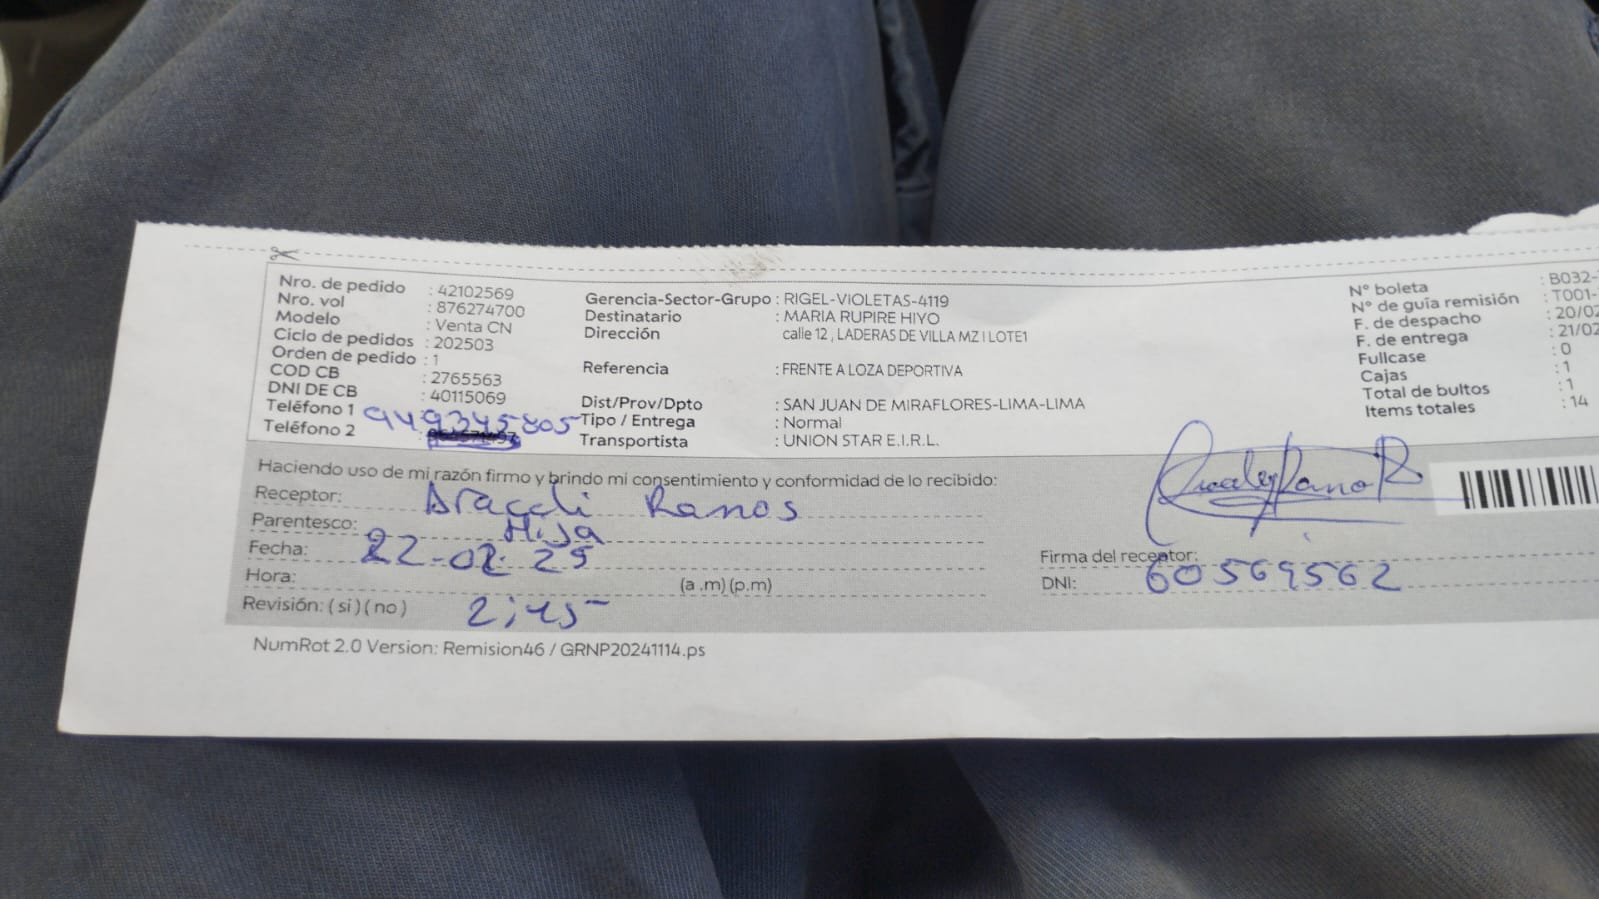 Nro. de pedido : 42102569
Nro. vol : 876274700
Modelo : Venta CN
Ciclo de pedidos : 202503
Orden de pedido : 1
COD CB : 2765563
DNI DE CB : 40115069
Teléfono 1 949345805
Teléfono 2 :
Gerencia-Sector-Grupo : RIGEL-VIOLETAS-4119
Destinatario : MARIA RUPIRE HIYO
Dirección calle 12 , LADERAS DE VILLA MZ I LOTE1
Referencia : FRENTE A LOZA DEPORTIVA
Dist/Prov/Dpto : SAN JUAN DE MIRAFLORES-LIMA-LIMA
Tipo / Entrega : Normal
Transportista : UNION STAR E.I.R.L.
N° boleta : B032-
N° de guía remisión : T001-
F. de despacho : 20/02
F. de entrega : 21/02
Fullcase : 0
Cajas : 1
Total de bultos : 1
Items totales : 14
Haciendo uso de mi razón firmo y brindo mi consentimiento y conformidad de lo recibido:
Receptor: Araceli Ramos
Parentesco: Hija
Fecha: 22-02-25
Hora: (a .m) (p.m)
Revisión: ( si ) ( no ) 2;45
Firma del receptor:
DNI: 60569562
NumRot 2.0 Version: Remision46 / GRNP20241114.ps